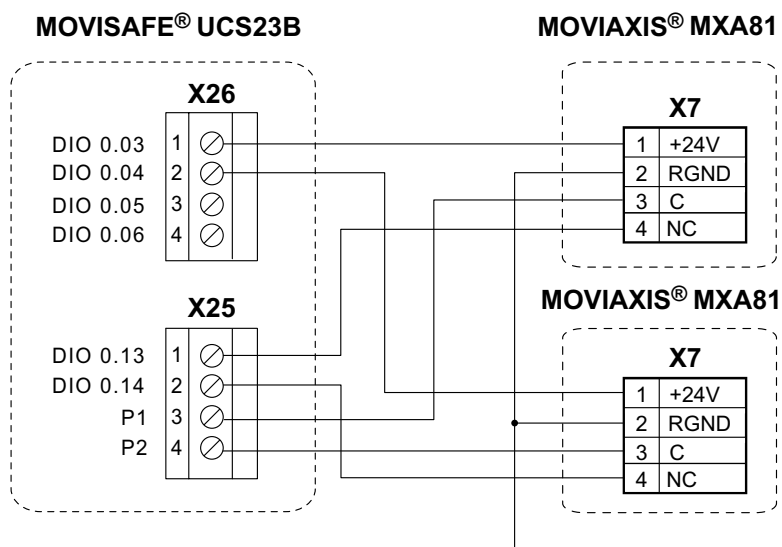 MOVISAFE® UCS23B
X26
DIO 0.03 1
DIO 0.04 2
DIO 0.05 3
DIO 0.06 4
X25
DIO 0.13 1
DIO 0.14 2
P1 3
P2 4
MOVIAXIS® MXA81
X7
1 +24V
2 RGND
3 C
4 NC
MOVIAXIS® MXA81
X7
1 +24V
2 RGND
3 C
4 NC